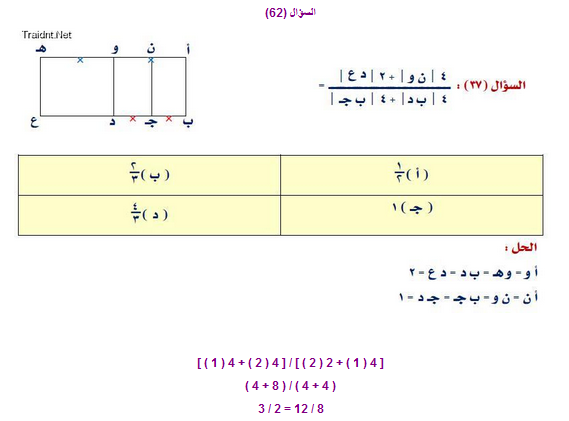 السؤال (62)
Traidnt.Net
هـ و ن أ
× ×
ع د جـ ب
× ×
السؤال (٣٧) :
٤ | ن و | + ٢ | د ع |
=
٤ | ب د | + ٤ | ب جـ |
( أ ) ١/٢
( ب ) ٢/٣
( جـ ) ١
( د ) ٤/٣
الحل :
أ و = و هـ = ب د = د ع = ٢
أ ن = ن و = ب جـ = جـ د = ١
[ ( 1 ) 4 + ( 2 ) 4 ] / [ ( 2 ) 2 + ( 1 ) 4 ]
( 4 + 8 ) / ( 4 + 4 )
3 / 2 = 12 / 8